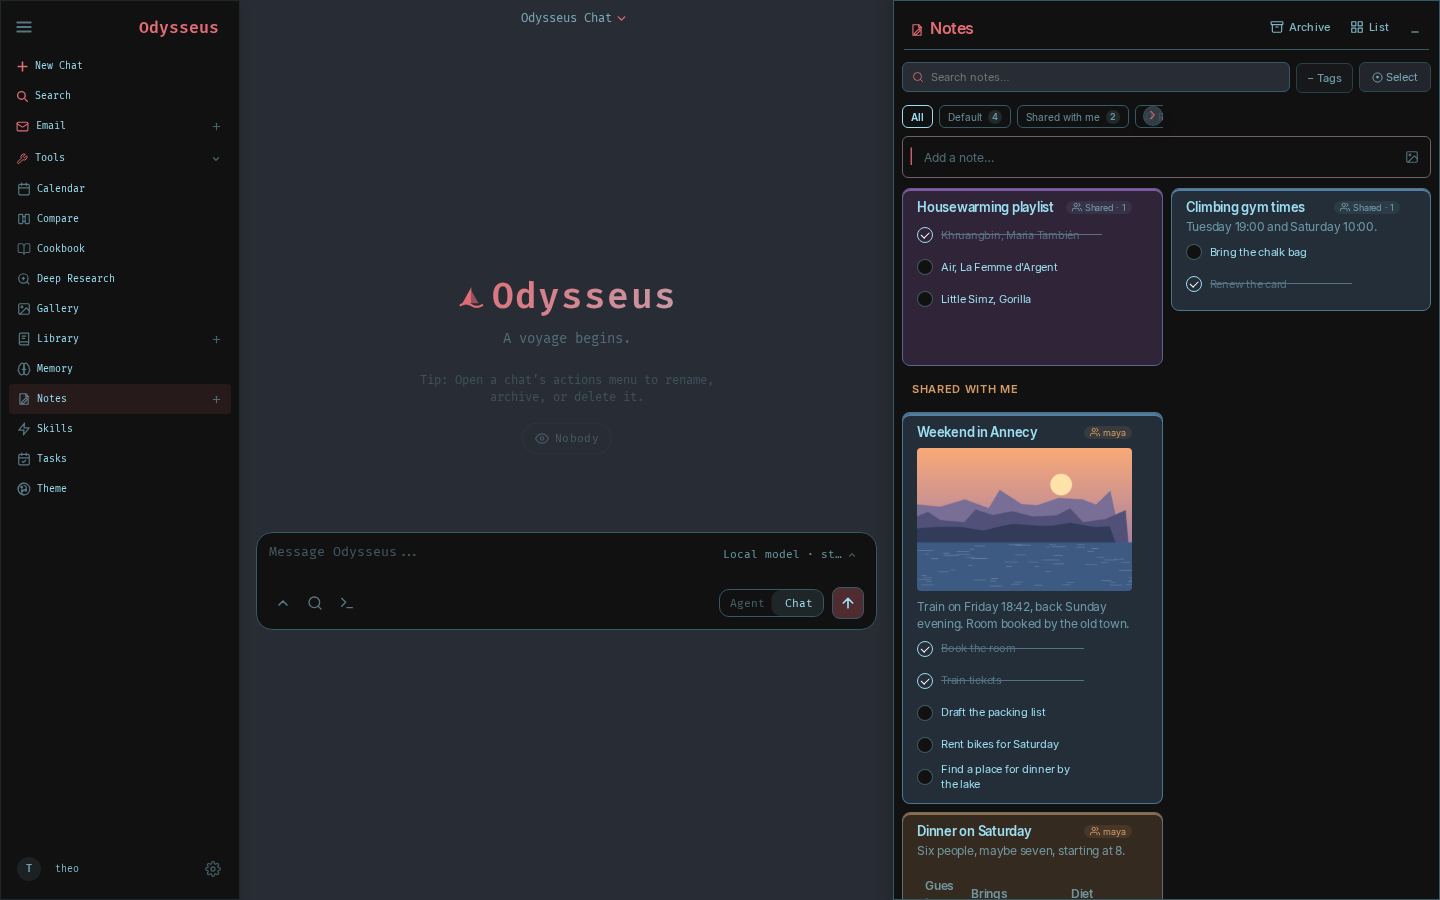 Odysseus
New Chat
Search
Email
Tools
Calendar
Compare
Cookbook
Deep Research
Gallery
Library
Memory
Notes
Skills
Tasks
Theme
T theo
Odysseus Chat
Odysseus
A voyage begins.
Tip: Open a chat's actions menu to rename,
archive, or delete it.
Nobody
Message Odysseus...
Local model · st…
Agent Chat
Notes
Archive
List
Search notes...
– Tags
Select
All
Default 4
Shared with me 2
Add a note...
Housewarming playlist
Shared · 1
Khruangbin, Maria También
Air, La Femme d'Argent
Little Simz, Gorilla
Climbing gym times
Shared · 1
Tuesday 19:00 and Saturday 10:00.
Bring the chalk bag
Renew the card
SHARED WITH ME
Weekend in Annecy
maya
Train on Friday 18:42, back Sunday
evening. Room booked by the old town.
Book the room
Train tickets
Draft the packing list
Rent bikes for Saturday
Find a place for dinner by
the lake
Dinner on Saturday
maya
Six people, maybe seven, starting at 8.
Gues
Brings
Diet